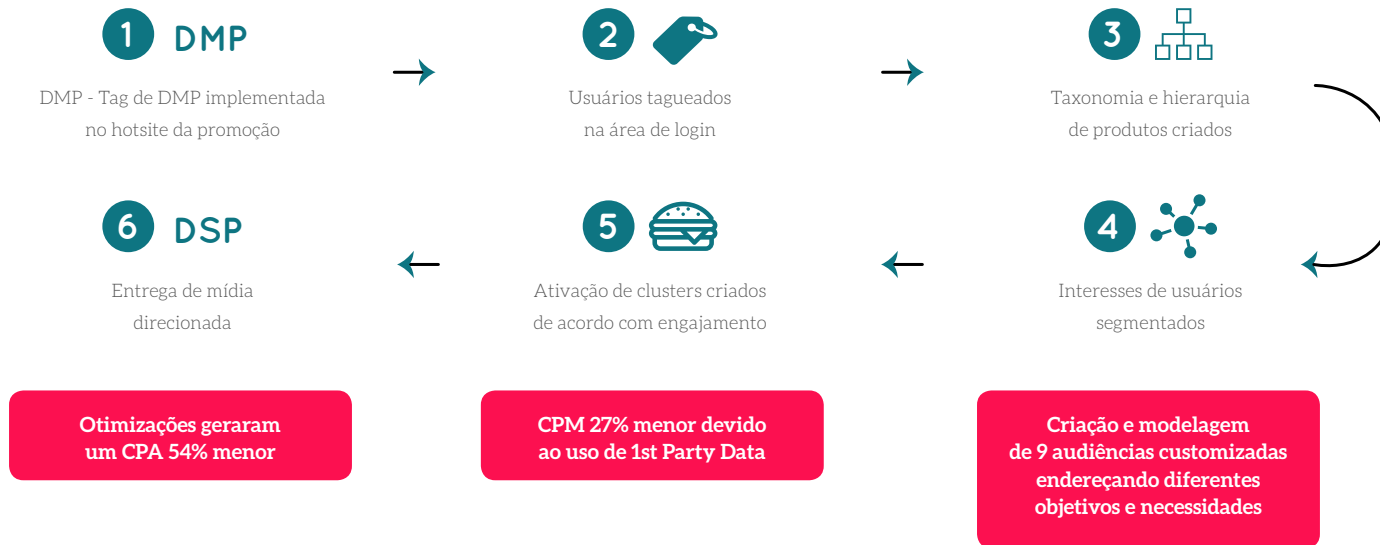 1 DMP
DMP - Tag de DMP implementada
no hotsite da promoção
2
Usuários tagueados
na área de login
3
Taxonomia e hierarquia
de produtos criados
4
Interesses de usuários
segmentados
5
Ativação de clusters criados
de acordo com engajamento
6 DSP
Entrega de mídia
direcionada
Otimizações geraram
um CPA 54% menor
CPM 27% menor devido
ao uso de 1st Party Data
Criação e modelagem
de 9 audiências customizadas
endereçando diferentes
objetivos e necessidades